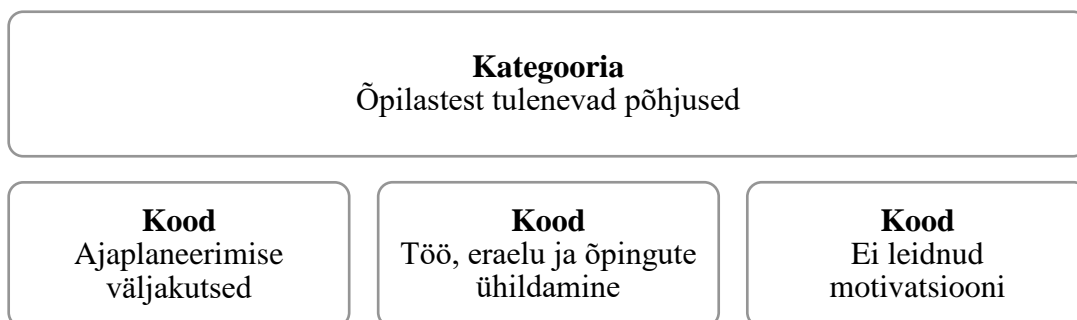 Kategooria
Õpilastest tulenevad põhjused
Kood
Ajaplaneerimise
väljakutsed
Kood
Töö, eraelu ja õpingute
ühildamine
Kood
Ei leidnud
motivatsiooni